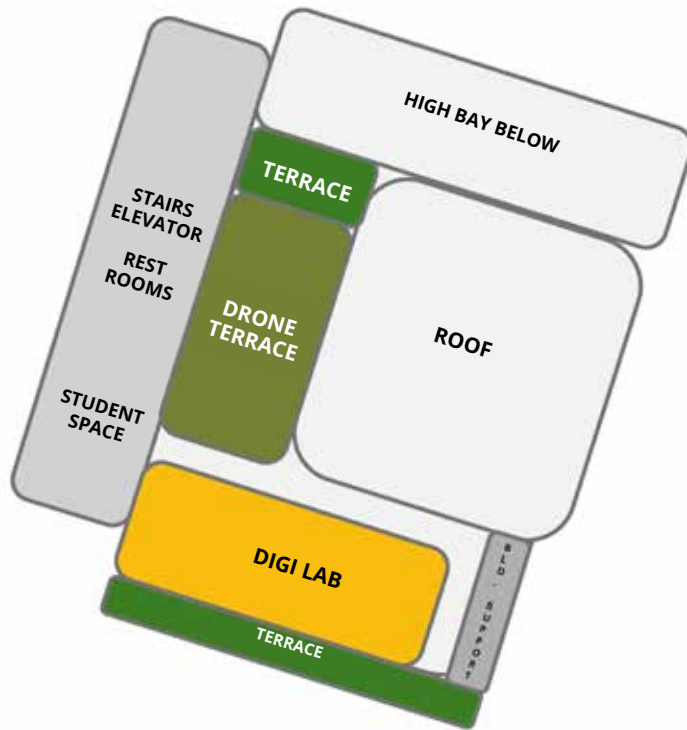 HIGH BAY BELOW
TERRACE
STAIRS
ELEVATOR
REST
ROOMS
DRONE
TERRACE
ROOF
STUDENT
SPACE
DIGI LAB
BLD - SUPPORT
TERRACE